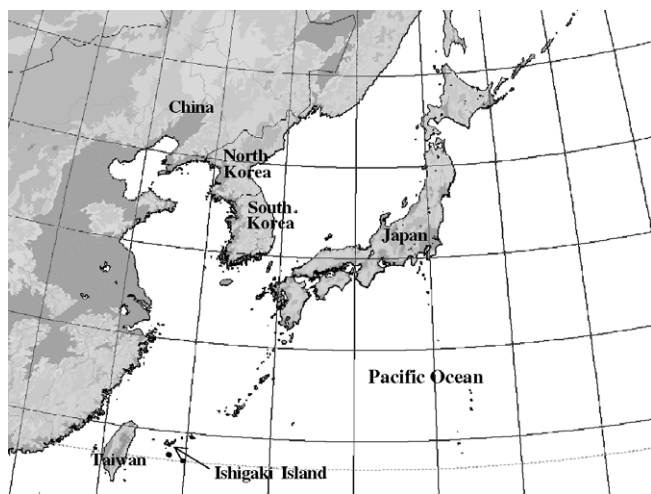 China
North
Korea
South
Korea
Japan
Pacific Ocean
Taiwan
Ishigaki Island